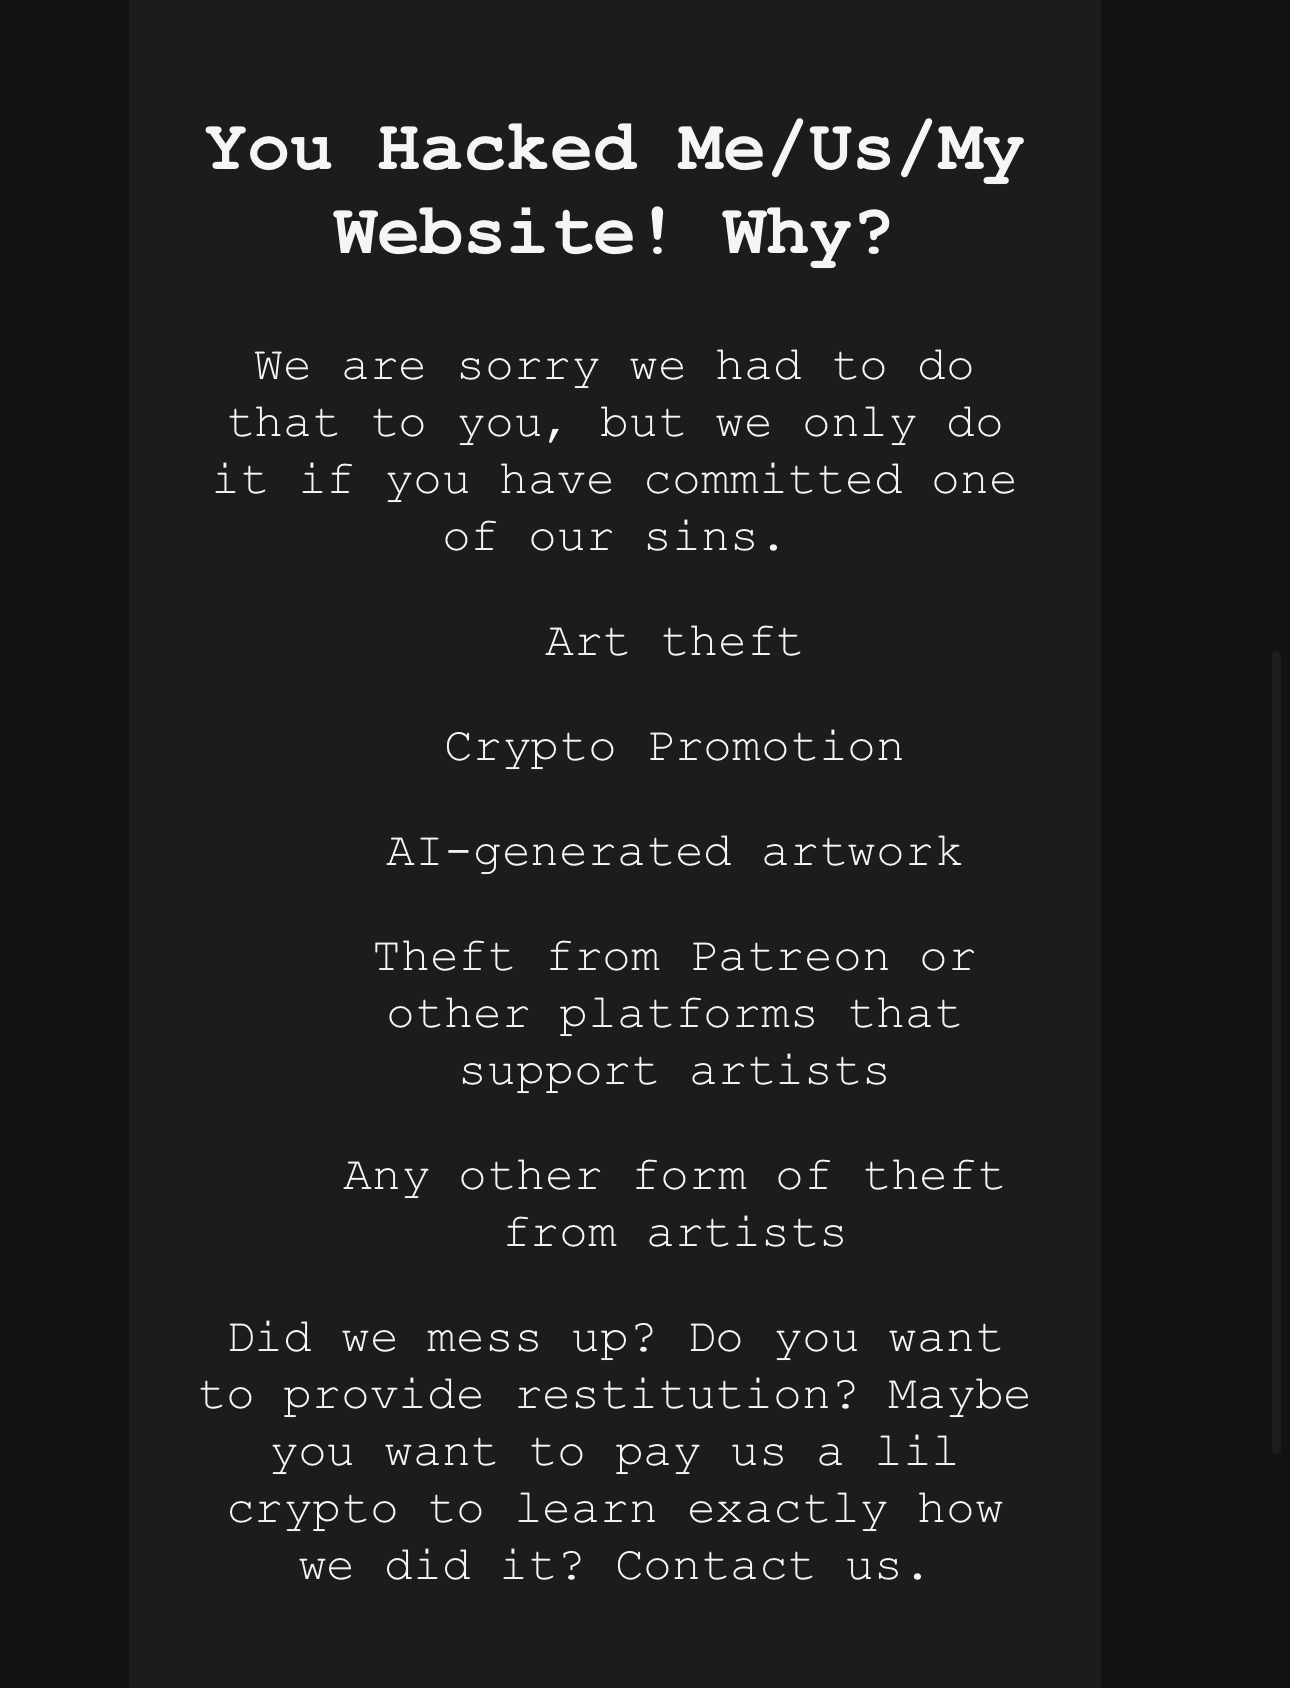 You Hacked Me/Us/My
Website! Why?
We are sorry we had to do
that to you, but we only do
it if you have committed one
of our sins.
Art theft
Crypto Promotion
AI-generated artwork
Theft from Patreon or
other platforms that
support artists
Any other form of theft
from artists
Did we mess up? Do you want
to provide restitution? Maybe
you want to pay us a lil
crypto to learn exactly how
we did it? Contact us.